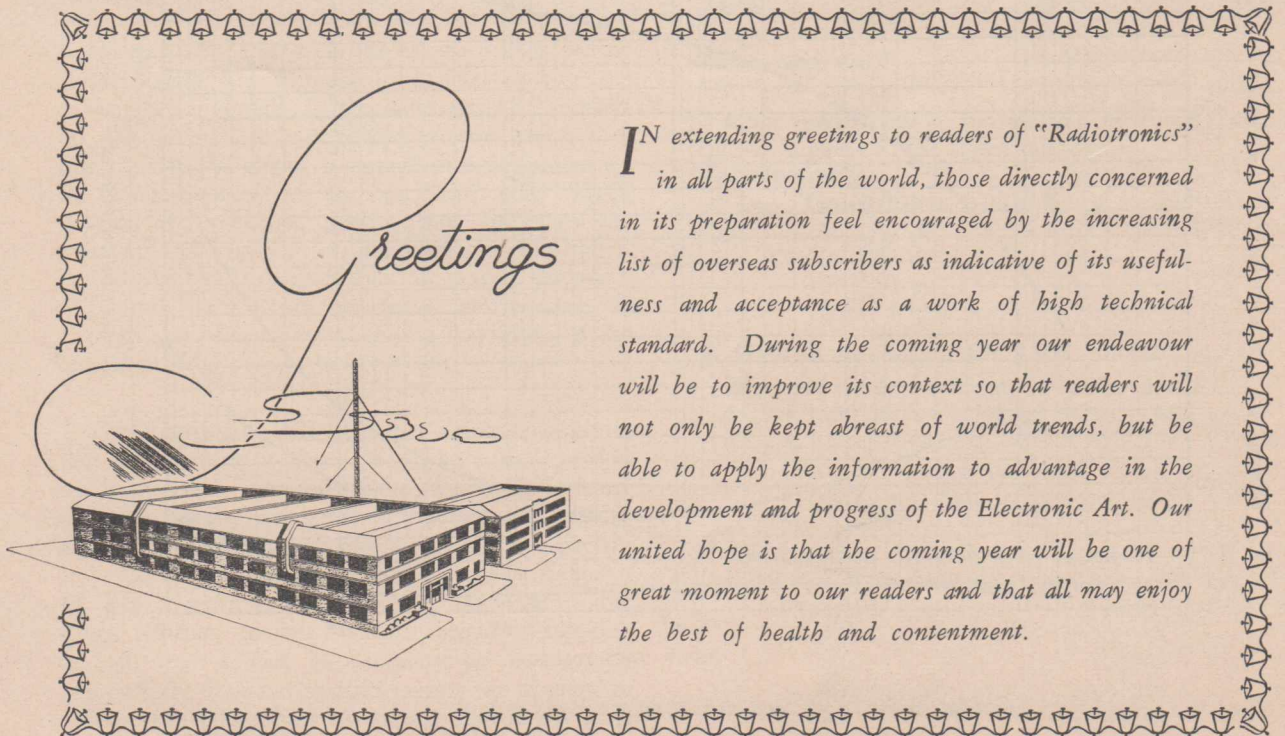 Greetings
IN extending greetings to readers of "Radiotronics"
in all parts of the world, those directly concerned
in its preparation feel encouraged by the increasing
list of overseas subscribers as indicative of its useful-
ness and acceptance as a work of high technical
standard. During the coming year our endeavour
will be to improve its context so that readers will
not only be kept abreast of world trends, but be
able to apply the information to advantage in the
development and progress of the Electronic Art. Our
united hope is that the coming year will be one of
great moment to our readers and that all may enjoy
the best of health and contentment.